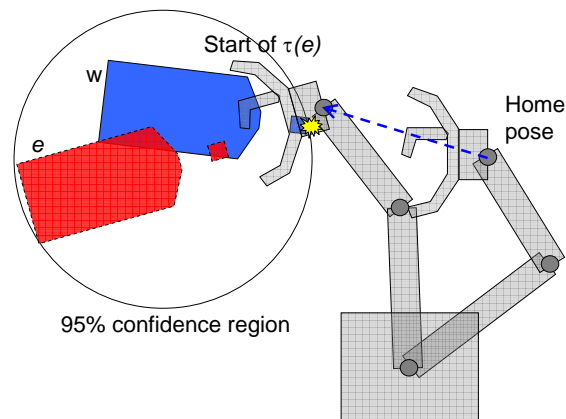 Start of τ(e)
w
e
Home
pose
95% confidence region